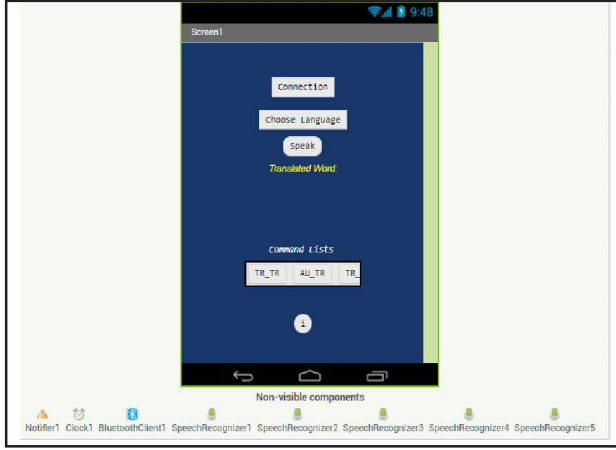 9:48
Screen1
Connection
Choose Language
Speak
Translated Word:
Command Lists
TR_TR AU_TR TR_
i
Non-visible components
Notifier1 Clock1 BluetoothClient1 SpeechRecognizer1 SpeechRecognizer2 SpeechRecognizer3 SpeechRecognizer4 SpeechRecognizer5